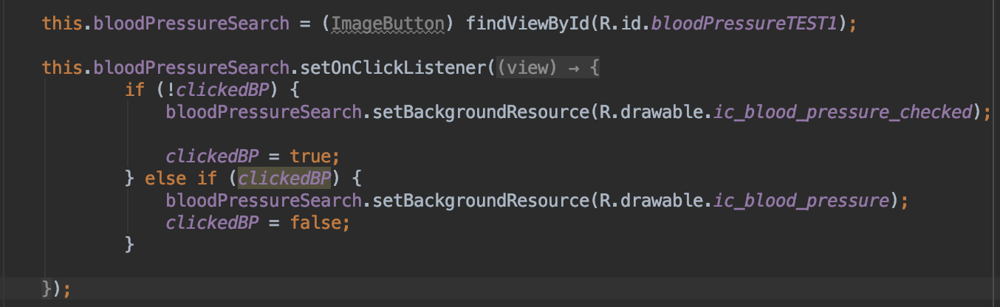 this.bloodPressureSearch = (ImageButton) findViewById(R.id.bloodPressureTEST1);
this.bloodPressureSearch.setOnClickListener((view) → {
if (!clickedBP) {
bloodPressureSearch.setBackgroundResource(R.drawable.ic_blood_pressure_checked);
clickedBP = true;
} else if (clickedBP) {
bloodPressureSearch.setBackgroundResource(R.drawable.ic_blood_pressure);
clickedBP = false;
}
});